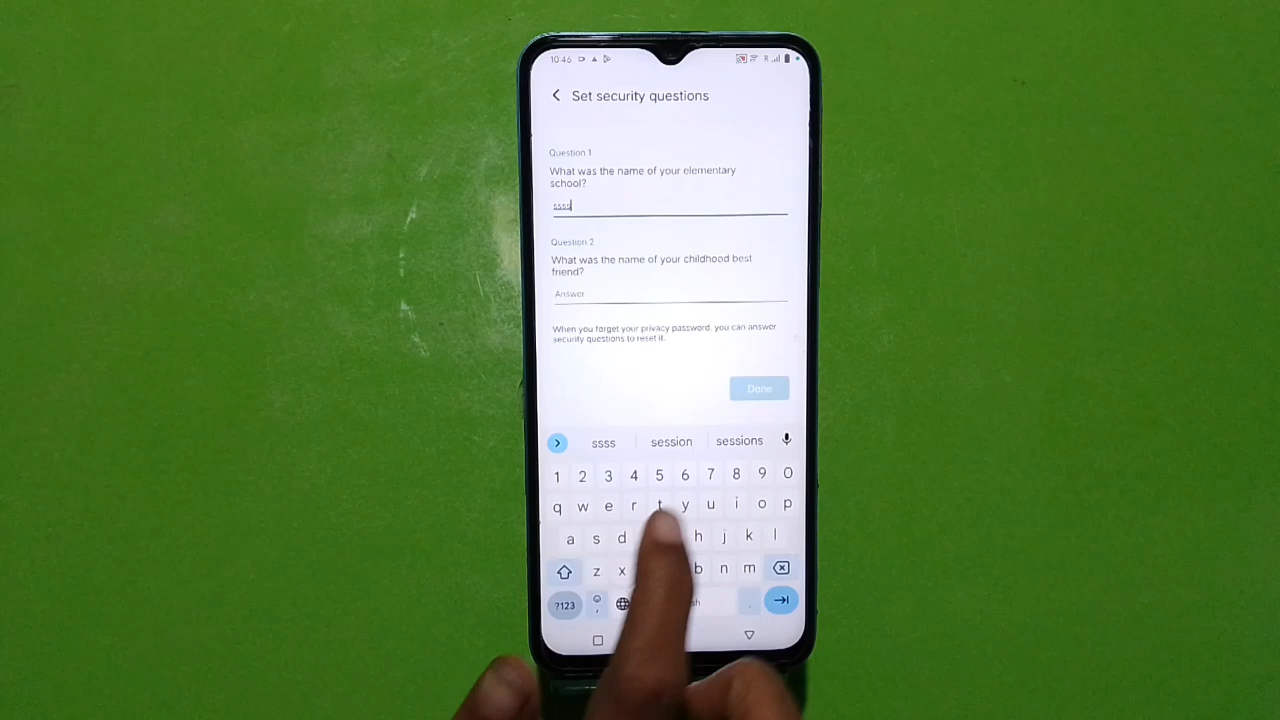 10:46
R
Set security questions
Question 1
What was the name of your elementary
school?
ssss
Question 2
What was the name of your childhood best
friend?
Answer
When you forget your privacy password, you can answer
security questions to reset it.
Done
ssss session sessions
1 2 3 4 5 6 7 8 9 0
q w e r t y u i o p
a s d h j k l
z x b n m
?123 , sh .